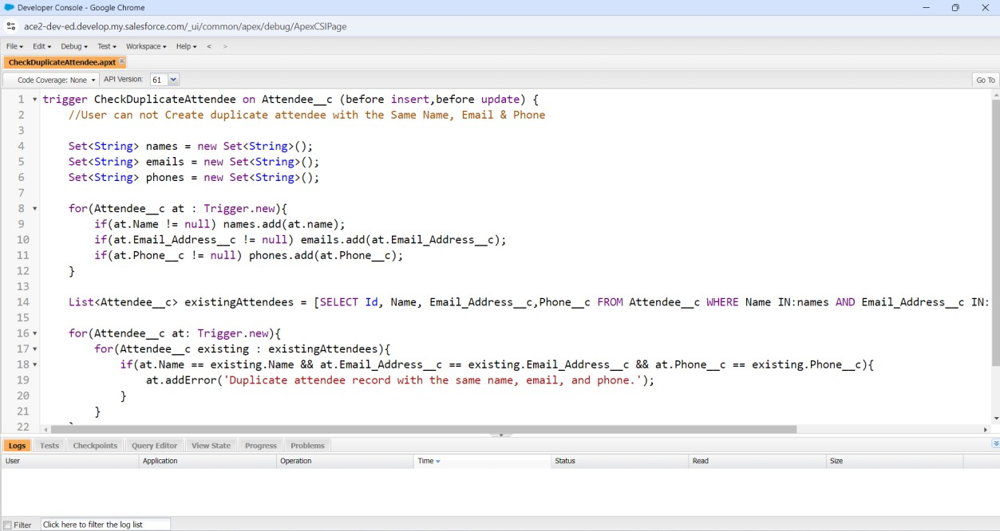 Developer Console - Google Chrome
ace2-dev-ed.develop.my.salesforce.com/_ui/common/apex/debug/ApexCSIPage
File Edit Debug Test Workspace Help < >
CheckDuplicateAttendee.apxt
Code Coverage: None API Version: 61 Go To
1 trigger CheckDuplicateAttendee on Attendee__c (before insert,before update) {
2 //User can not Create duplicate attendee with the Same Name, Email & Phone
3
4 Set<String> names = new Set<String>();
5 Set<String> emails = new Set<String>();
6 Set<String> phones = new Set<String>();
7
8 for(Attendee__c at : Trigger.new){
9 if(at.Name != null) names.add(at.name);
10 if(at.Email_Address__c != null) emails.add(at.Email_Address__c);
11 if(at.Phone__c != null) phones.add(at.Phone__c);
12 }
13
14 List<Attendee__c> existingAttendees = [SELECT Id, Name, Email_Address__c,Phone__c FROM Attendee__c WHERE Name IN:names AND Email_Address__c IN:
15
16 for(Attendee__c at: Trigger.new){
17 for(Attendee__c existing : existingAttendees){
18 if(at.Name == existing.Name && at.Email_Address__c == existing.Email_Address__c && at.Phone__c == existing.Phone__c){
19 at.addError('Duplicate attendee record with the same name, email, and phone.');
20 }
21 }
22
Logs Tests Checkpoints Query Editor View State Progress Problems
User Application Operation Time Status Read Size
Filter Click here to filter the log list